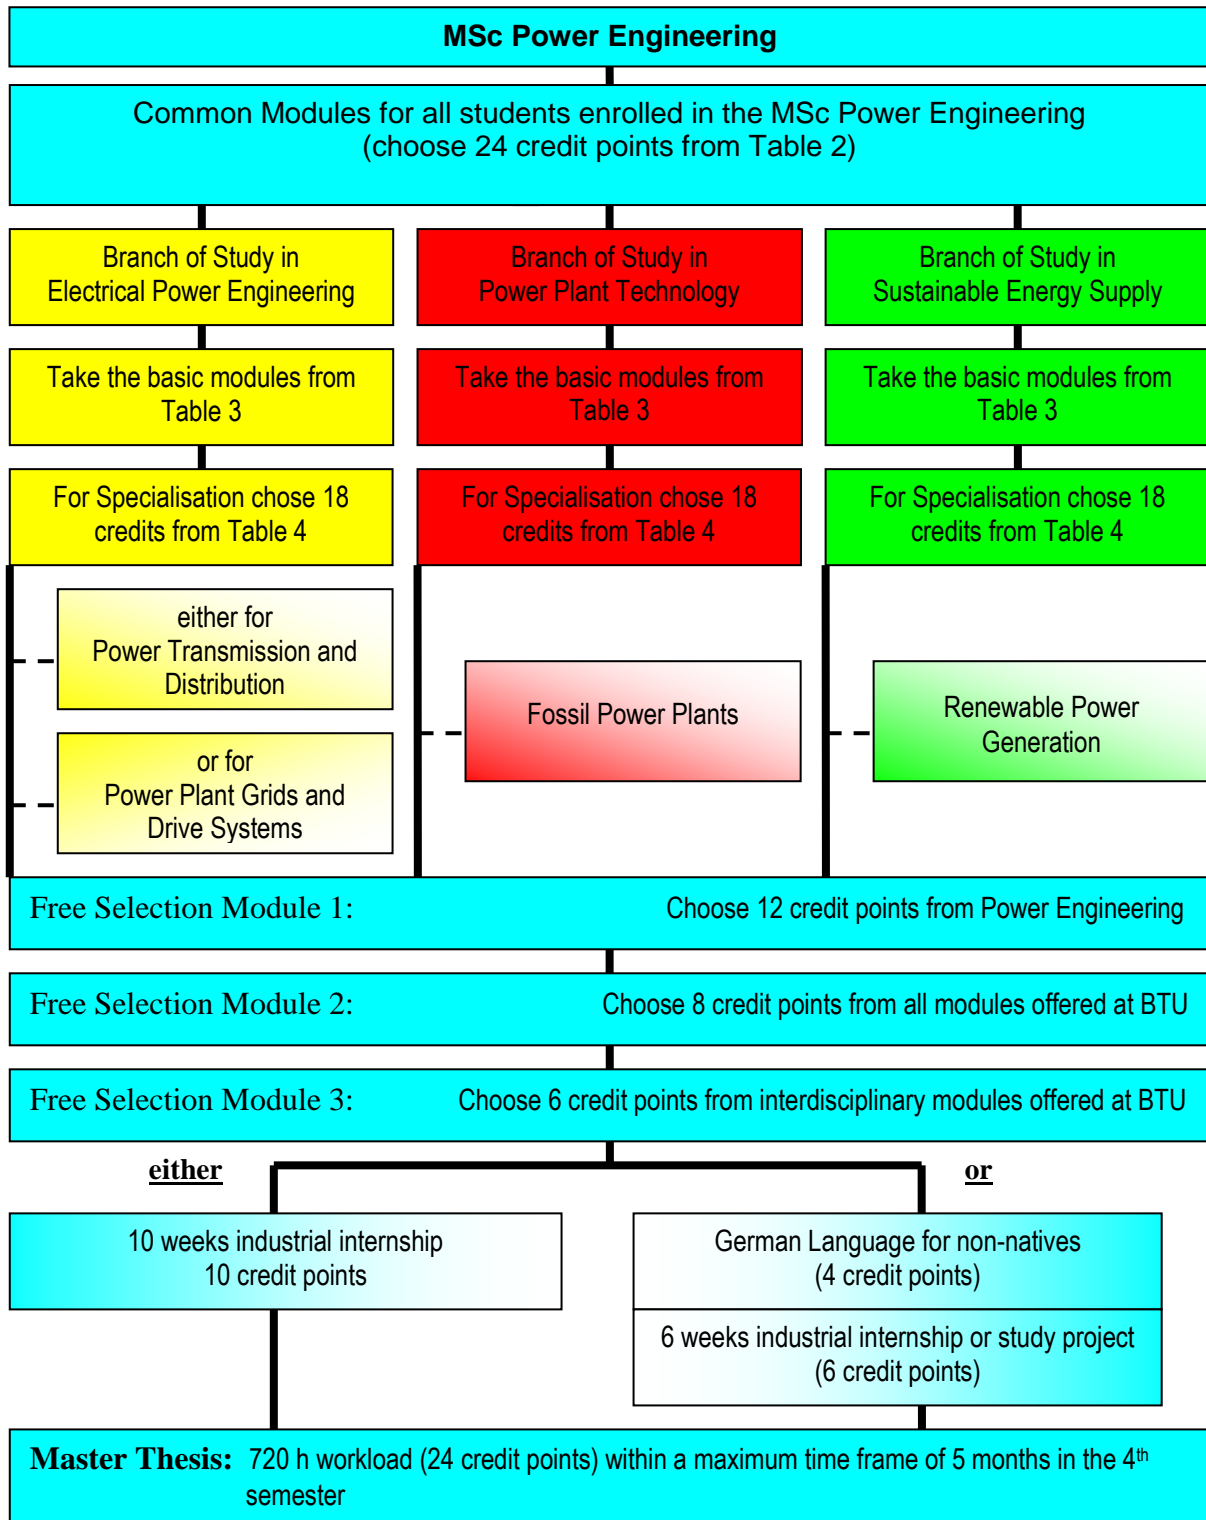 MSc Power Engineering
Common Modules for all students enrolled in the MSc Power Engineering
(choose 24 credit points from Table 2)
Branch of Study in
Electrical Power Engineering
Branch of Study in
Power Plant Technology
Branch of Study in
Sustainable Energy Supply
Take the basic modules from
Table 3
Take the basic modules from
Table 3
Take the basic modules from
Table 3
For Specialisation chose 18
credits from Table 4
For Specialisation chose 18
credits from Table 4
For Specialisation chose 18
credits from Table 4
either for
Power Transmission and
Distribution
or for
Power Plant Grids and
Drive Systems
Fossil Power Plants
Renewable Power
Generation
Free Selection Module 1: Choose 12 credit points from Power Engineering
Free Selection Module 2: Choose 8 credit points from all modules offered at BTU
Free Selection Module 3: Choose 6 credit points from interdisciplinary modules offered at BTU
either
or
10 weeks industrial internship
10 credit points
German Language for non-natives
(4 credit points)
6 weeks industrial internship or study project
(6 credit points)
Master Thesis: 720 h workload (24 credit points) within a maximum time frame of 5 months in the 4th
semester